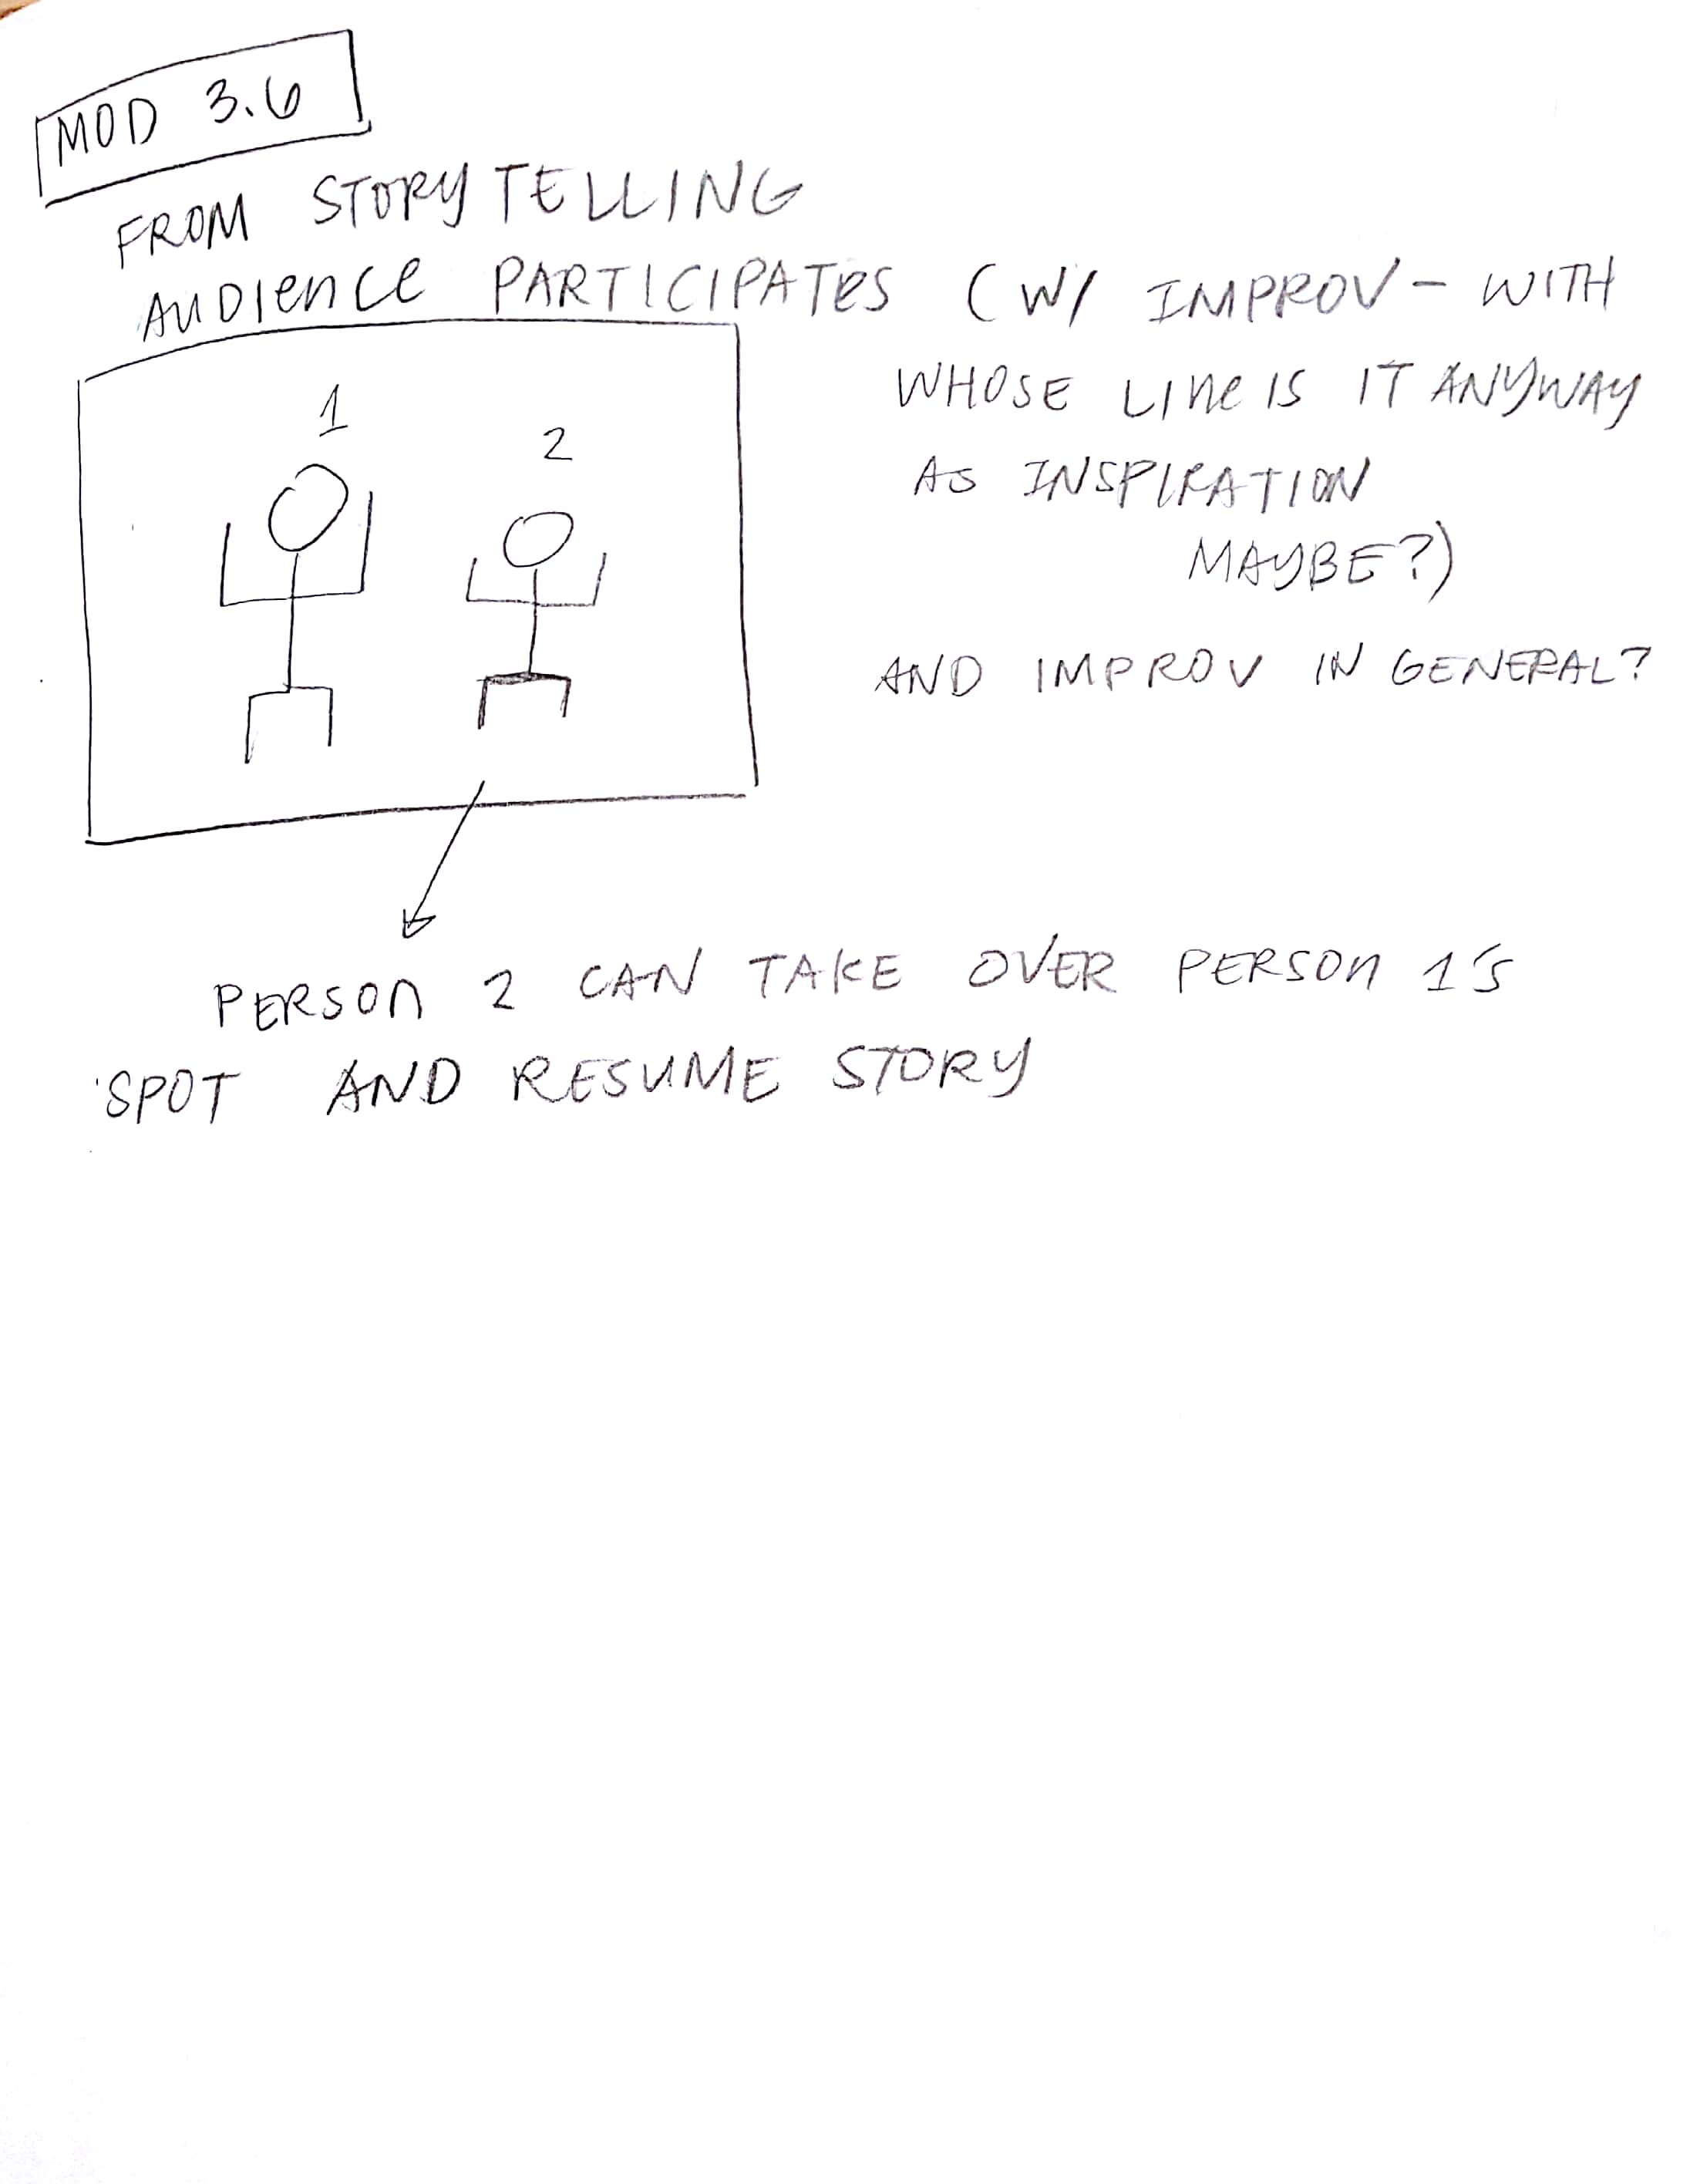 MOD 3.6
FROM STORYTELLING
AUDIENCE PARTICIPATES (W/ IMPROV - WITH
WHOSE LINE IS IT ANYWAY
AS INSPIRATION
MAYBE?)
AND IMPROV IN GENERAL?
1
2
PERSON 2 CAN TAKE OVER PERSON 1'S
SPOT AND RESUME STORY